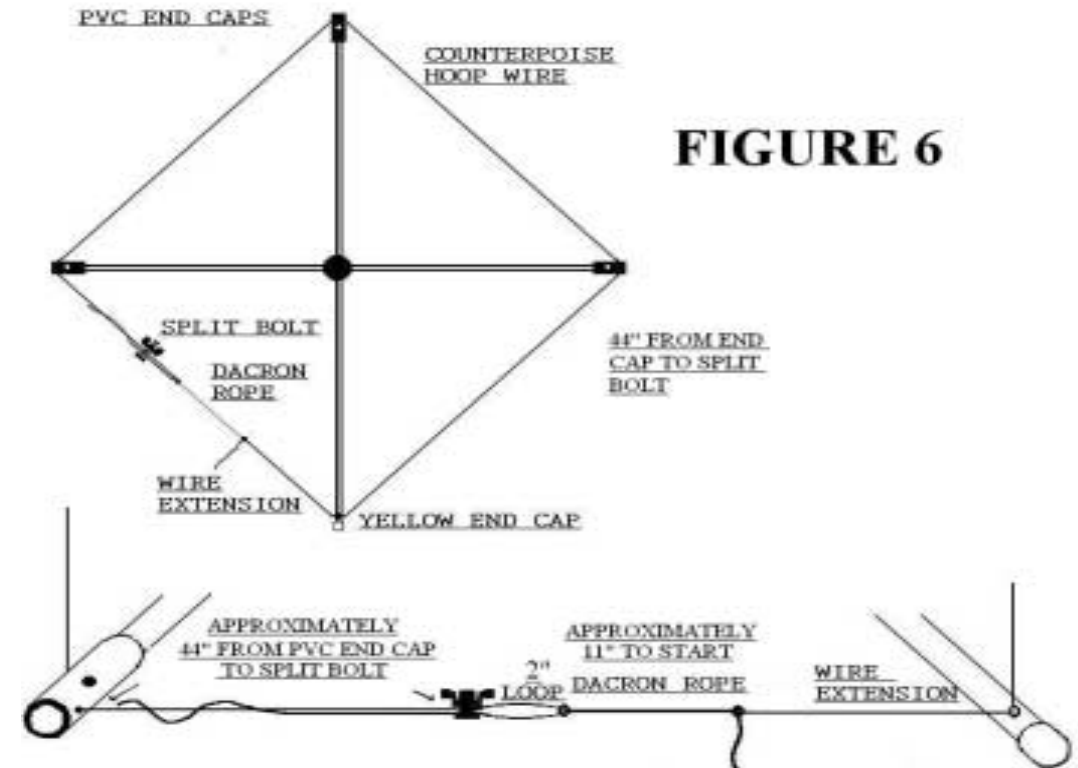 PVC END CAPS
COUNTERPOISE
HOOP WIRE
FIGURE 6
SPLIT BOLT
DACRON
ROPE
44" FROM END
CAP TO SPLIT
BOLT
WIRE
EXTENSION
YELLOW END CAP
APPROXIMATELY
44" FROM PVC END CAP
TO SPLIT BOLT
2"
LOOP
APPROXIMATELY
11" TO START
DACRON ROPE
WIRE
EXTENSION